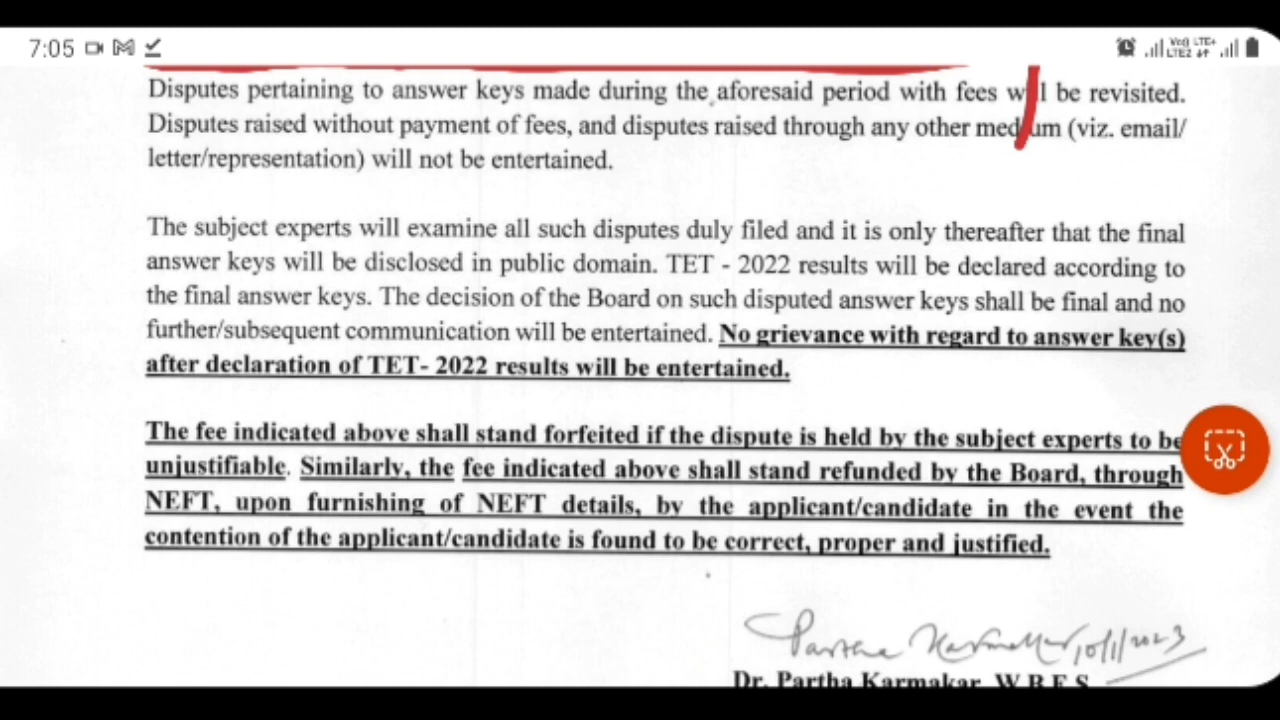 7:05
Vo9 LTE+
LTE2
Disputes pertaining to answer keys made during the aforesaid period with fees will be revisited.
Disputes raised without payment of fees, and disputes raised through any other medium (viz. email/
letter/representation) will not be entertained.
The subject experts will examine all such disputes duly filed and it is only thereafter that the final
answer keys will be disclosed in public domain. TET - 2022 results will be declared according to
the final answer keys. The decision of the Board on such disputed answer keys shall be final and no
further/subsequent communication will be entertained. No grievance with regard to answer key(s)
after declaration of TET- 2022 results will be entertained.
The fee indicated above shall stand forfeited if the dispute is held by the subject experts to be
unjustifiable. Similarly, the fee indicated above shall stand refunded by the Board, through
NEFT, upon furnishing of NEFT details, by the applicant/candidate in the event the
contention of the applicant/candidate is found to be correct, proper and justified.
Partha Karmakar 10/1/2023
Dr. Partha Karmakar, W.B.E.S.